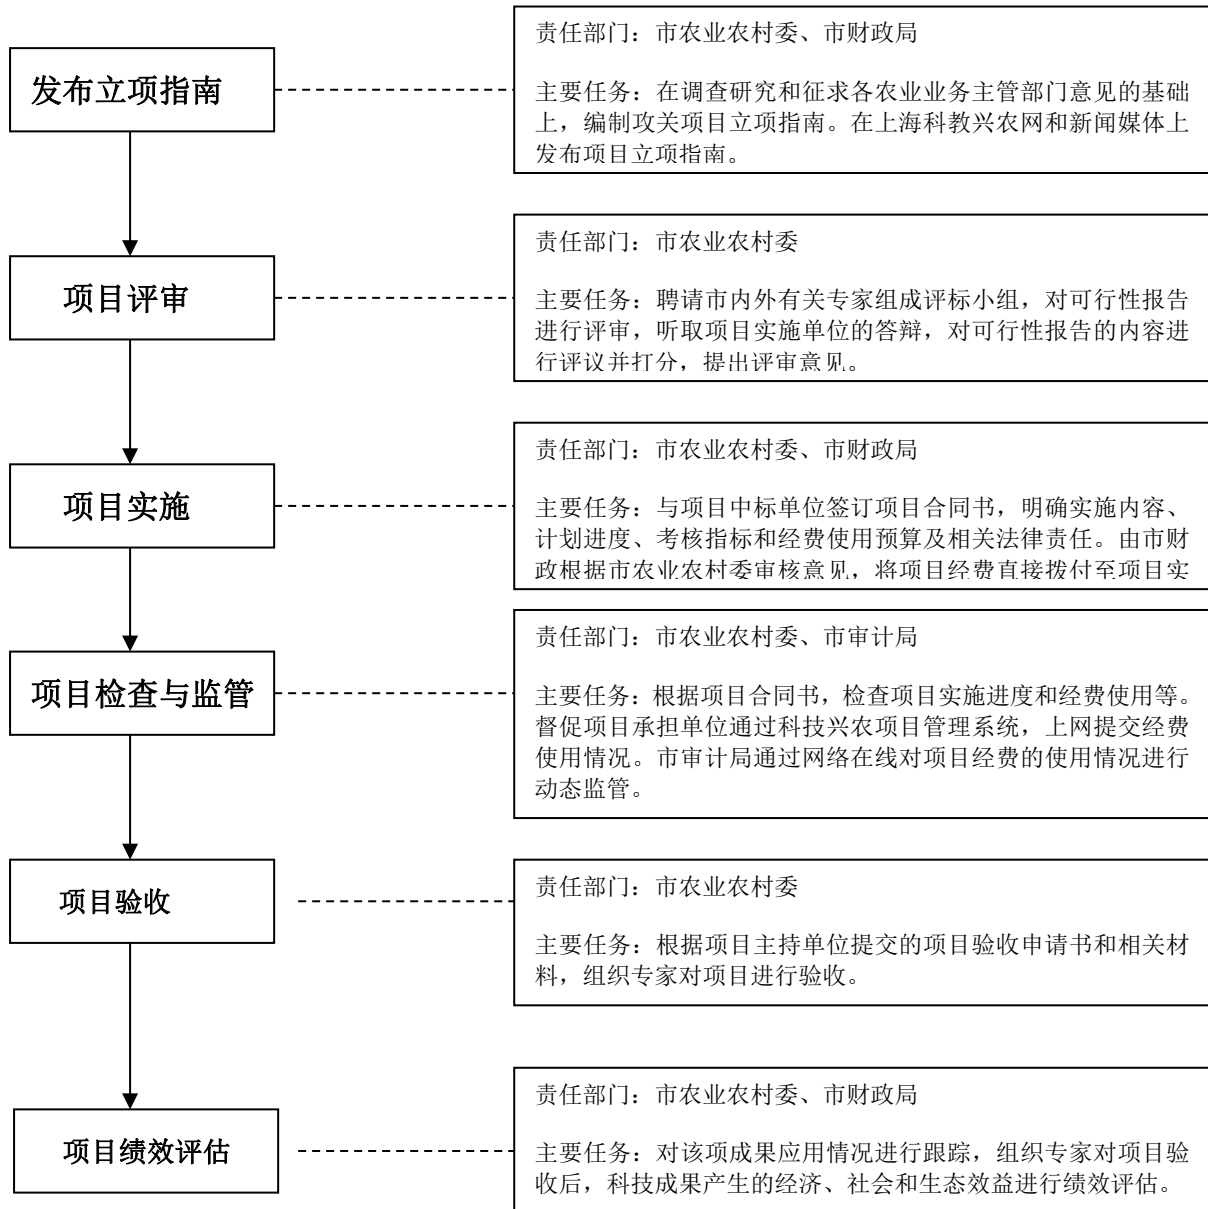 发布立项指南
责任部门：市农业农村委、市财政局
主要任务：在调查研究和征求各农业业务主管部门意见的基础
上，编制攻关项目立项指南。在上海科教兴农网和新闻媒体上
发布项目立项指南。
项目评审
责任部门：市农业农村委
主要任务：聘请市内外有关专家组成评标小组，对可行性报告
进行评审，听取项目实施单位的答辩，对可行性报告的内容进
行评议并打分，提出评审意见。
项目实施
责任部门：市农业农村委、市财政局
主要任务：与项目中标单位签订项目合同书，明确实施内容、
计划进度、考核指标和经费使用预算及相关法律责任。由市财
政根据市农业农村委审核意见，将项目经费直接拨付至项目实
项目检查与监管
责任部门：市农业农村委、市审计局
主要任务：根据项目合同书，检查项目实施进度和经费使用等。
督促项目承担单位通过科技兴农项目管理系统，上网提交经费
使用情况。市审计局通过网络在线对项目经费的使用情况进行
动态监管。
项目验收
责任部门：市农业农村委
主要任务：根据项目主持单位提交的项目验收申请书和相关材
料，组织专家对项目进行验收。
项目绩效评估
责任部门：市农业农村委、市财政局
主要任务：对该项成果应用情况进行跟踪，组织专家对项目验
收后，科技成果产生的经济、社会和生态效益进行绩效评估。